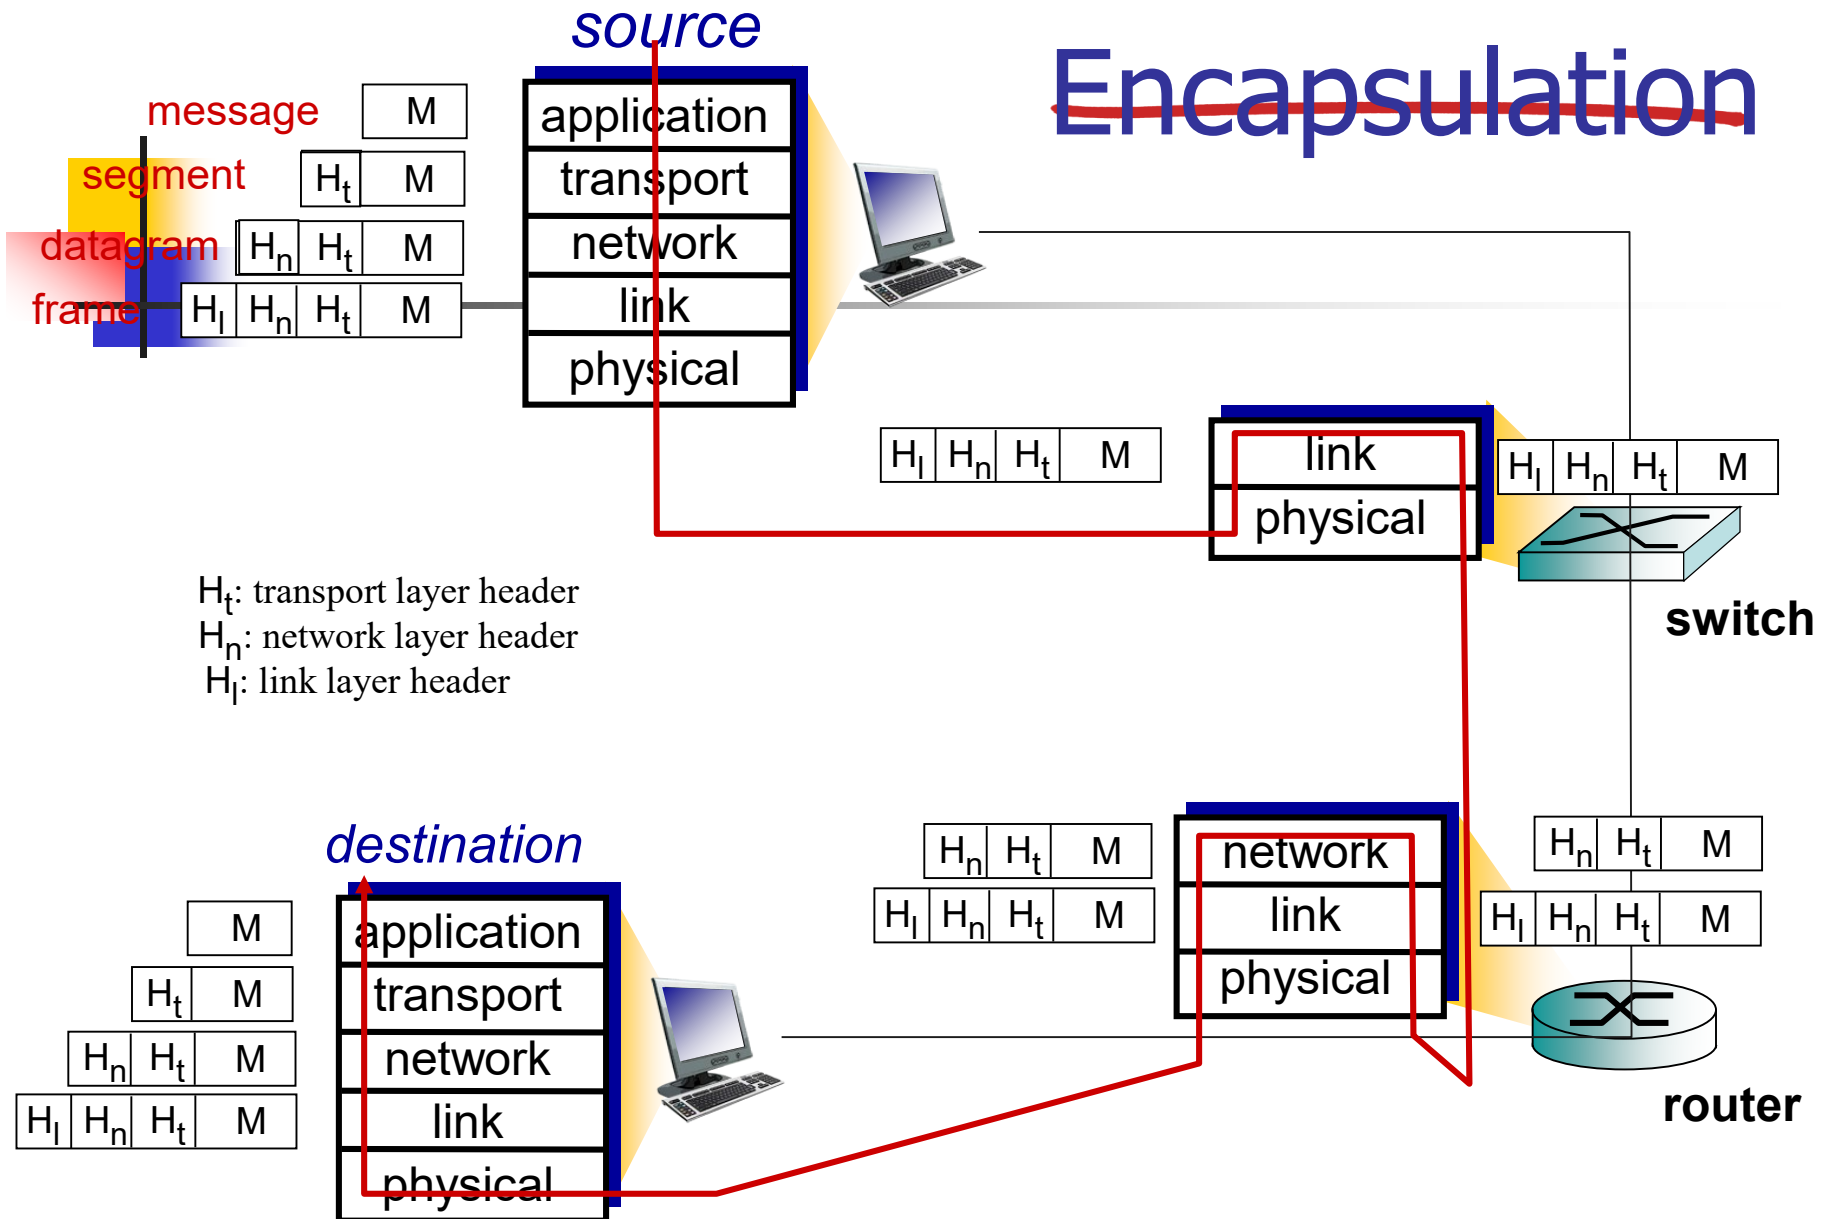 source
Encapsulation
message M
segment Ht M
datagram Hn Ht M
frame Hl Hn Ht M
application
transport
network
link
physical
Hl Hn Ht M
link
physical
Hl Hn Ht M
switch
Ht: transport layer header
Hn: network layer header
Hl: link layer header
destination
M
Ht M
Hn Ht M
Hl Hn Ht M
application
transport
network
link
physical
Hn Ht M
Hl Hn Ht M
network
link
physical
Hn Ht M
Hl Hn Ht M
router